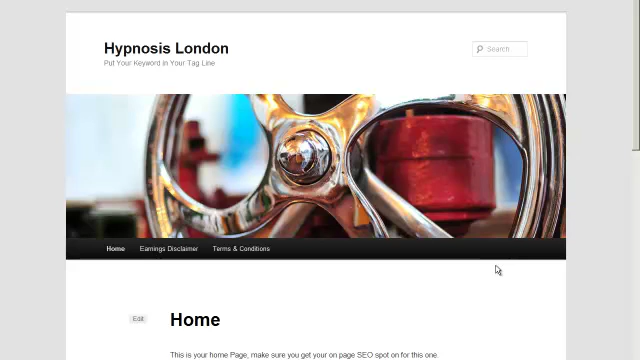 Hypnosis London
Put Your Keyword in Your Tag Line
Search
Home Earnings Disclaimer Terms & Conditions
Edit
Home
This is your home Page, make sure you get your on page SEO spot on for this one.